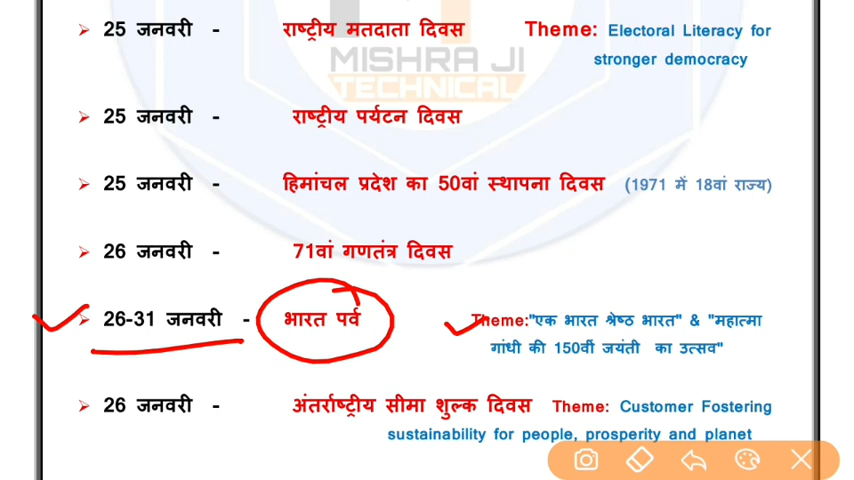 ➢ 25 जनवरी - राष्ट्रीय मतदाता दिवस Theme: Electoral Literacy for
stronger democracy
MISHRA JI
TECHNICAL
➢ 25 जनवरी - राष्ट्रीय पर्यटन दिवस
➢ 25 जनवरी - हिमांचल प्रदेश का 50वां स्थापना दिवस (1971 में 18वां राज्य)
➢ 26 जनवरी - 71वां गणतंत्र दिवस
➢ 26-31 जनवरी - भारत पर्व Theme:"एक भारत श्रेष्ठ भारत" & "महात्मा
गांधी की 150वीं जयंती का उत्सव"
➢ 26 जनवरी - अंतर्राष्ट्रीय सीमा शुल्क दिवस Theme: Customer Fostering
sustainability for people, prosperity and planet